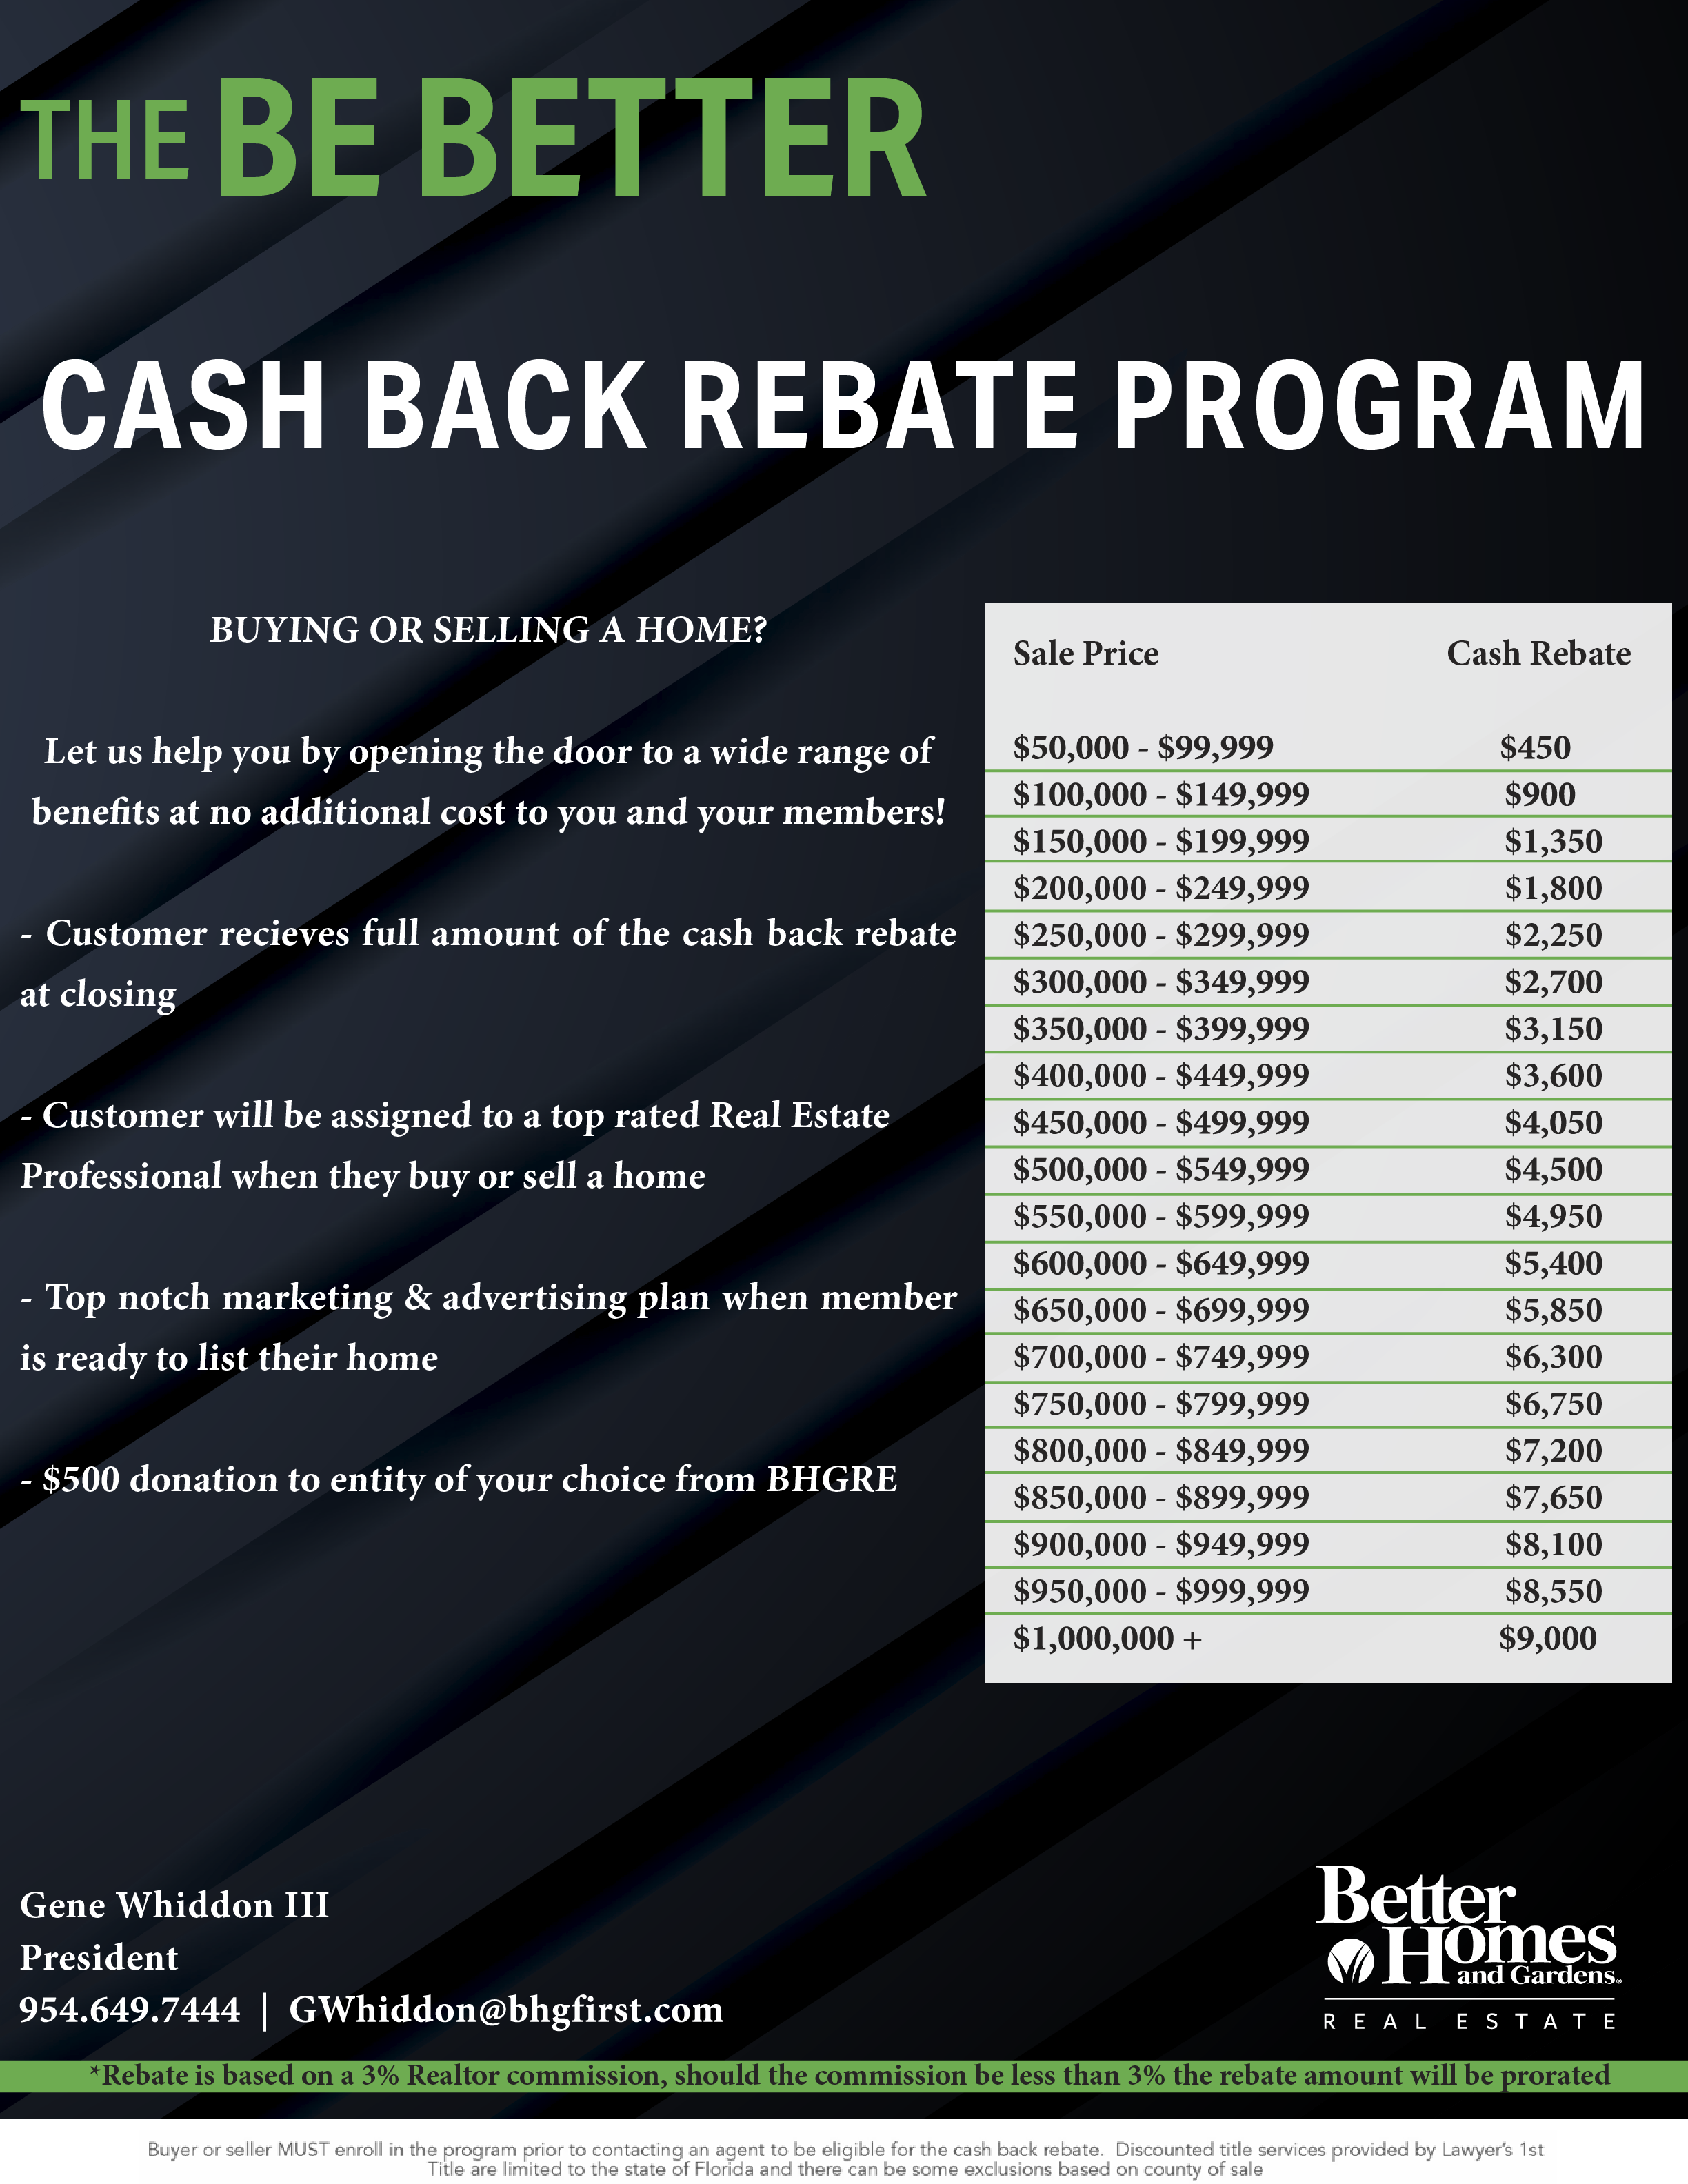 THE BE BETTER
CASH BACK REBATE PROGRAM
BUYING OR SELLING A HOME?
Let us help you by opening the door to a wide range of
benefits at no additional cost to you and your members!
- Customer recieves full amount of the cash back rebate
at closing
- Customer will be assigned to a top rated Real Estate
Professional when they buy or sell a home
- Top notch marketing & advertising plan when member
is ready to list their home
- $500 donation to entity of your choice from BHGRE
Sale Price Cash Rebate
$50,000 - $99,999 $450
$100,000 - $149,999 $900
$150,000 - $199,999 $1,350
$200,000 - $249,999 $1,800
$250,000 - $299,999 $2,250
$300,000 - $349,999 $2,700
$350,000 - $399,999 $3,150
$400,000 - $449,999 $3,600
$450,000 - $499,999 $4,050
$500,000 - $549,999 $4,500
$550,000 - $599,999 $4,950
$600,000 - $649,999 $5,400
$650,000 - $699,999 $5,850
$700,000 - $749,999 $6,300
$750,000 - $799,999 $6,750
$800,000 - $849,999 $7,200
$850,000 - $899,999 $7,650
$900,000 - $949,999 $8,100
$950,000 - $999,999 $8,550
$1,000,000 + $9,000
Gene Whiddon III
President
954.649.7444 | GWhiddon@bhgfirst.com
Better
Homes
and Gardens®
REAL ESTATE
*Rebate is based on a 3% Realtor commission, should the commission be less than 3% the rebate amount will be prorated
Buyer or seller MUST enroll in the program prior to contacting an agent to be eligible for the cash back rebate. Discounted title services provided by Lawyer's 1st
Title are limited to the state of Florida and there can be some exclusions based on county of sale